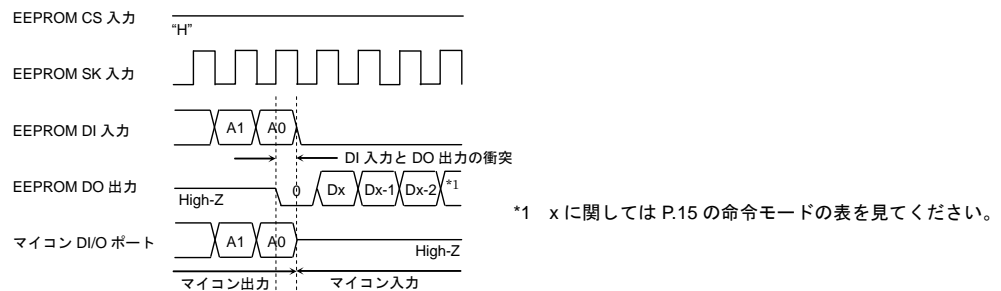 EEPROM CS 入力
"H"
EEPROM SK 入力
EEPROM DI 入力
A1 A0
DI 入力と DO 出力の衝突
EEPROM DO 出力
High-Z
0 Dx Dx-1 Dx-2 *1
*1 x に関しては P.15 の命令モードの表を見てください。
マイコン DI/O ポート
A1 A0
High-Z
マイコン出力 マイコン入力